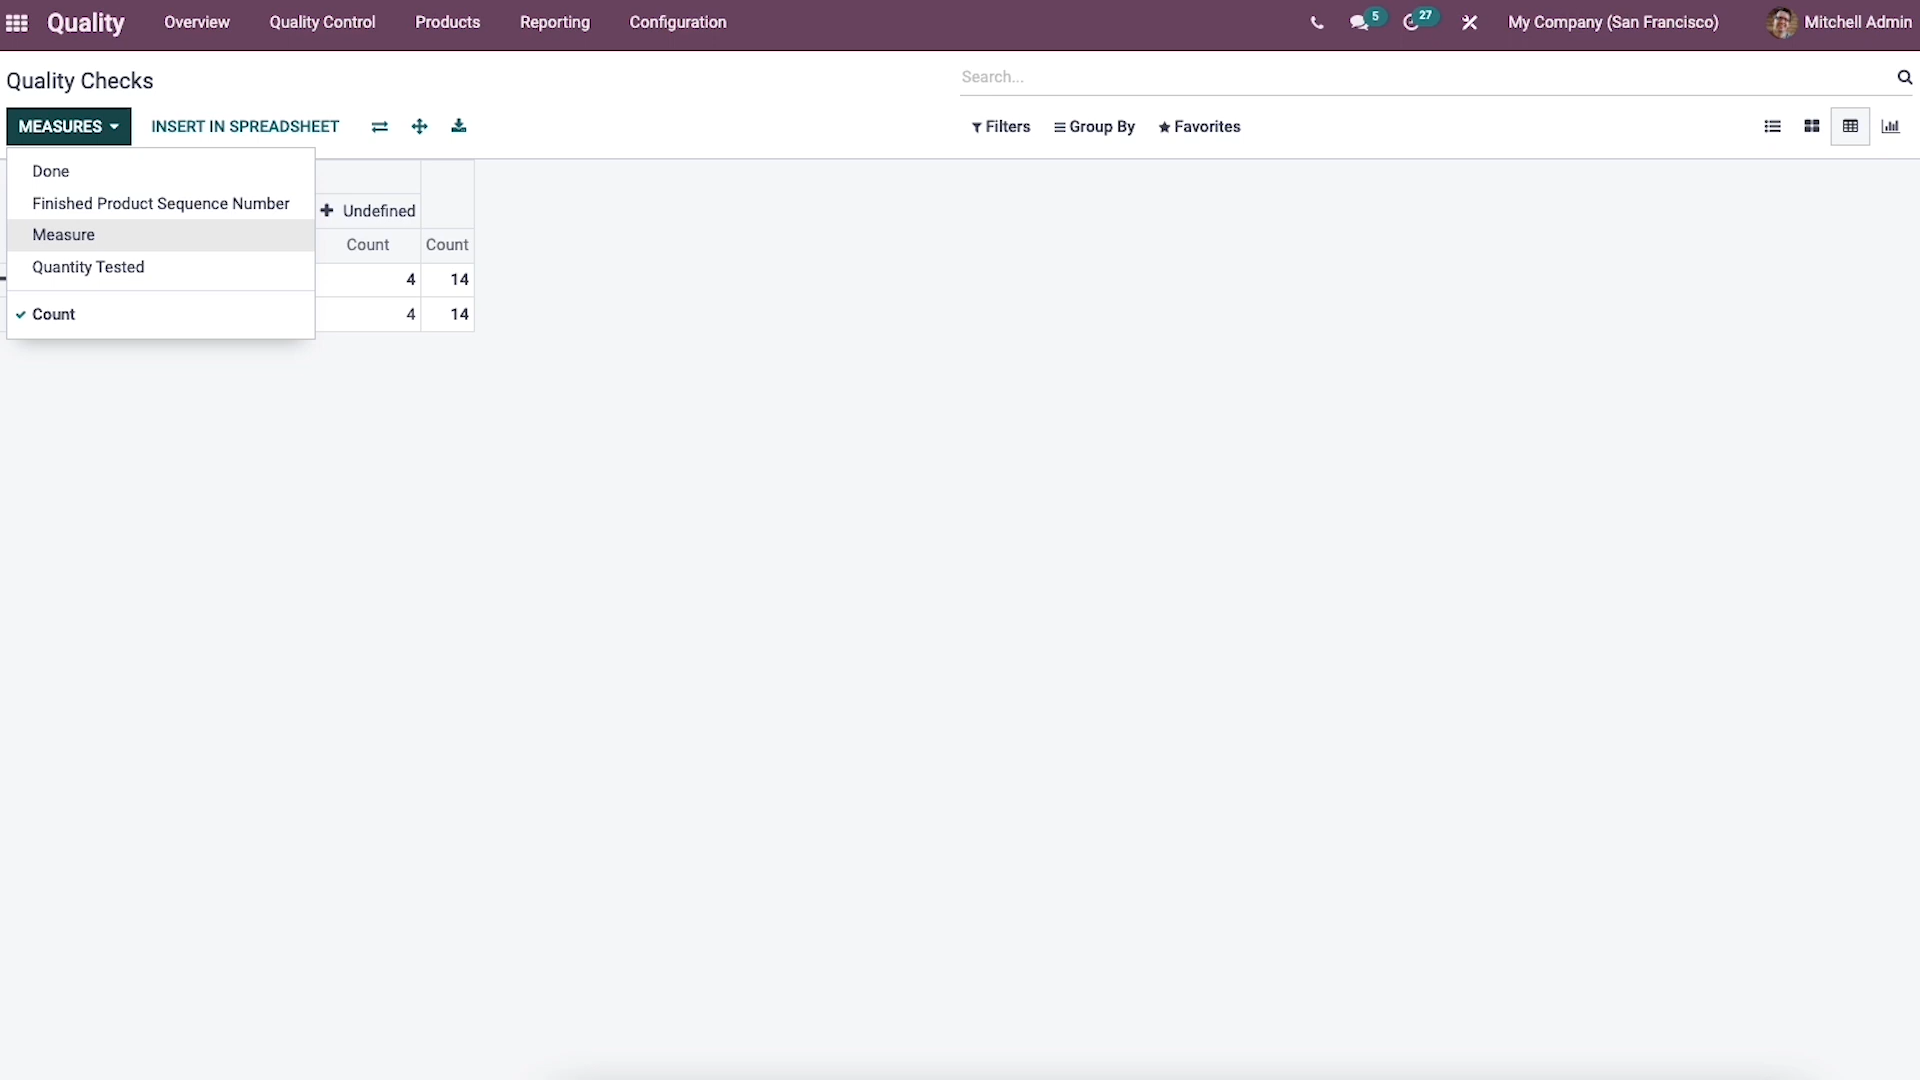 Quality Overview Quality Control Products Reporting Configuration 5 27 My Company (San Francisco) Mitchell Admin
Quality Checks Search...
MEASURES INSERT IN SPREADSHEET Filters Group By Favorites
Done
Finished Product Sequence Number Undefined
Measure Count Count
Quantity Tested 4 14
Count 4 14